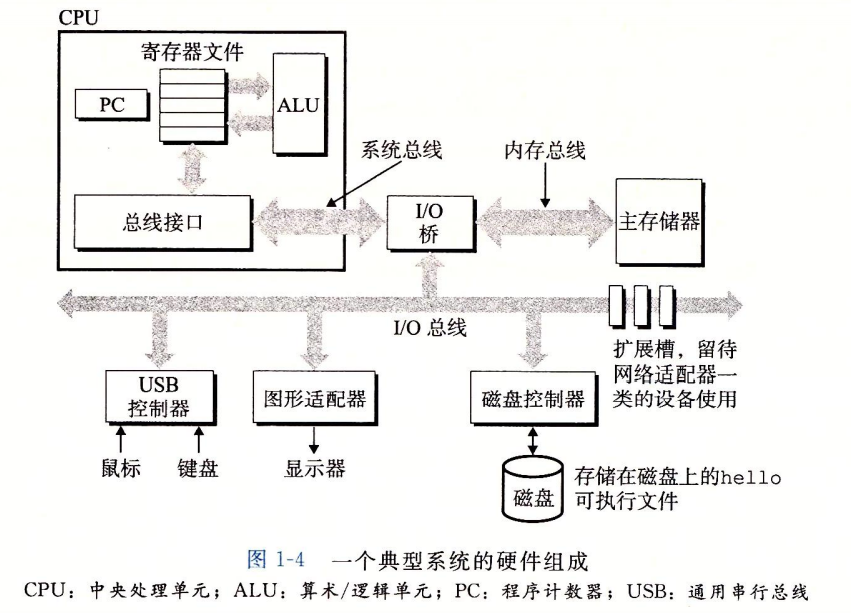 CPU
寄存器文件
PC
ALU
系统总线
内存总线
总线接口
I/O
桥
主存储器
I/O 总线
扩展槽，留待
网络适配器一
类的设备使用
USB
控制器
图形适配器
磁盘控制器
鼠标
键盘
显示器
磁盘
存储在磁盘上的hello
可执行文件
图 1-4 一个典型系统的硬件组成
CPU：中央处理单元；ALU：算术/逻辑单元；PC：程序计数器；USB：通用串行总线